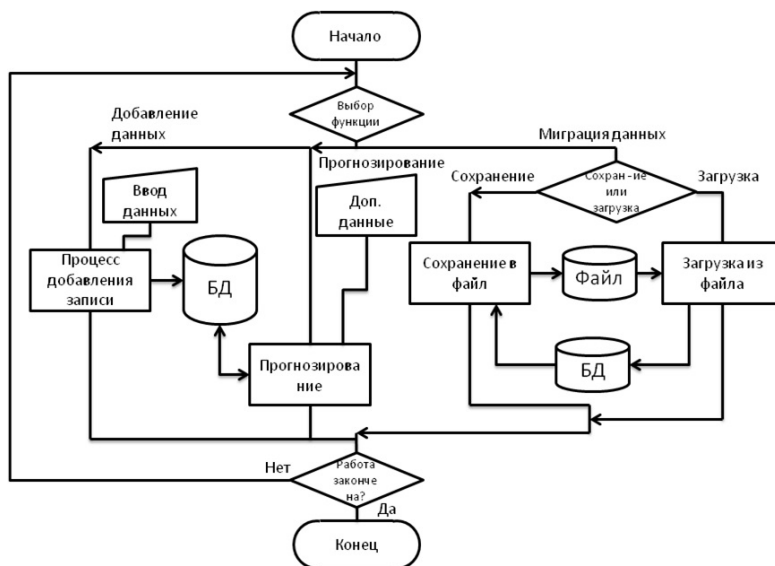 Начало
Выбор
функции
Добавление
данных
Миграция данных
Прогнозирование
Сохранение
Сохран-ие
или
загрузка
Загрузка
Ввод
данных
Доп.
данные
Процесс
добавления
записи
БД
Сохранение в
файл
Файл
Загрузка из
файла
Прогнозирова
ние
БД
Нет
Работа
законче
на?
Да
Конец